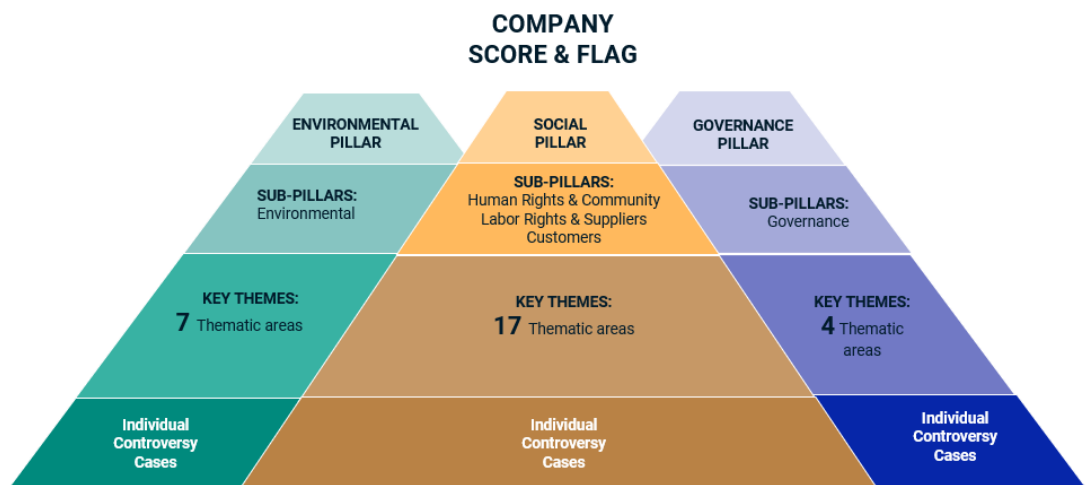 COMPANY
SCORE & FLAG
ENVIRONMENTAL
PILLAR
SUB-PILLARS:
Environmental
KEY THEMES:
7 Thematic areas
Individual
Controversy
Cases
SOCIAL
PILLAR
SUB-PILLARS:
Human Rights & Community
Labor Rights & Suppliers
Customers
KEY THEMES:
17 Thematic areas
Individual
Controversy
Cases
GOVERNANCE
PILLAR
SUB-PILLARS:
Governance
KEY THEMES:
4 Thematic
areas
Individual
Controversy
Cases